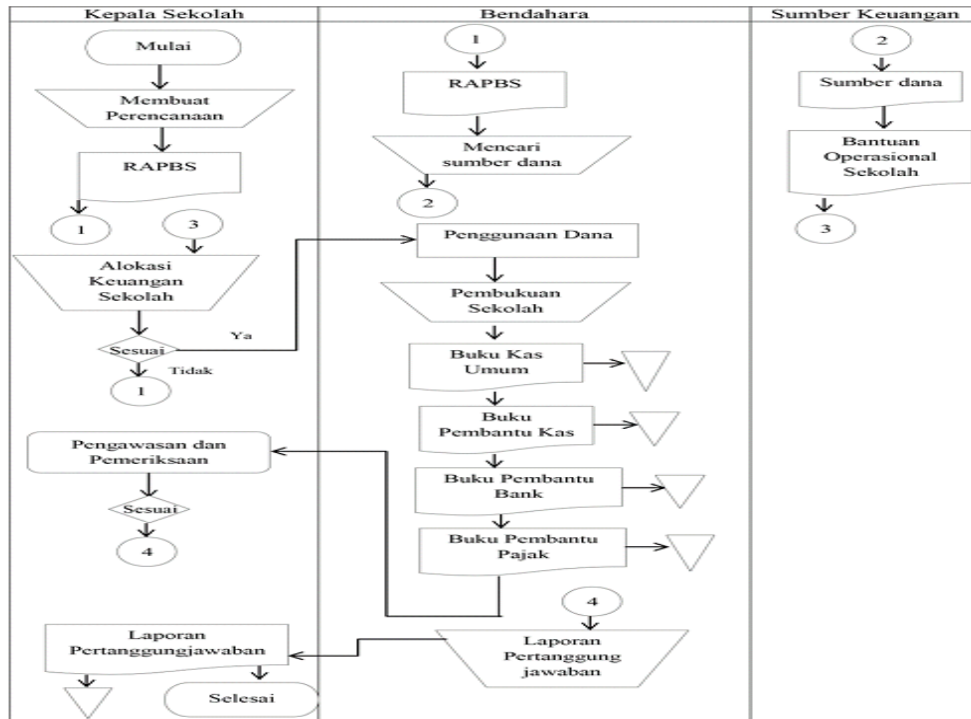 Kepala Sekolah
Mulai
Membuat
Perencanaan
RAPBS
1
3
Alokasi
Keuangan
Sekolah
Ya
Sesuai
Tidak
1
Pengawasan dan
Pemeriksaan
Sesuai
4
Laporan
Pertanggungjawaban
Selesai
Bendahara
1
RAPBS
Mencari
sumber dana
2
Penggunaan Dana
Pembukuan
Sekolah
Buku Kas
Umum
Buku
Pembantu Kas
Buku Pembantu
Bank
Buku Pembantu
Pajak
4
Laporan
Pertanggung
jawaban
Sumber Keuangan
2
Sumber dana
Bantuan
Operasional
Sekolah
3